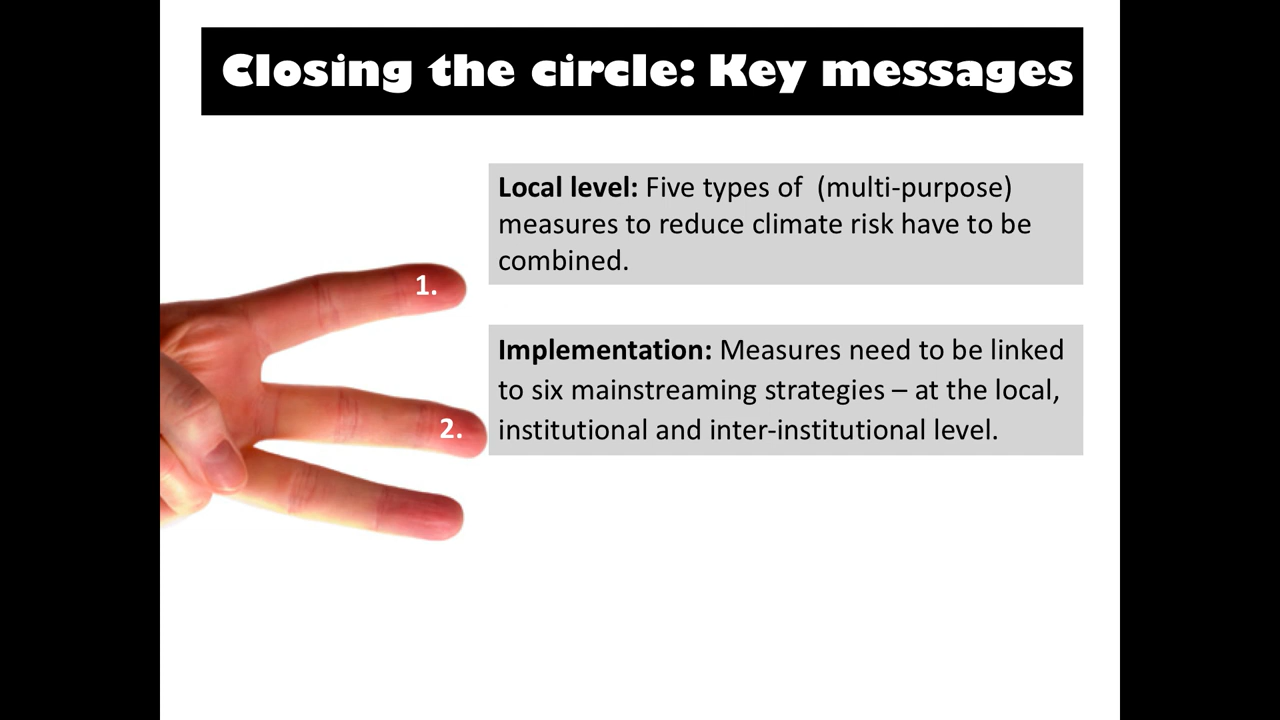 Closing the circle: Key messages
Local level: Five types of  (multi-purpose)
measures to reduce climate risk have to be
combined.
1.
Implementation: Measures need to be linked
to six mainstreaming strategies – at the local,
institutional and inter-institutional level.
2.